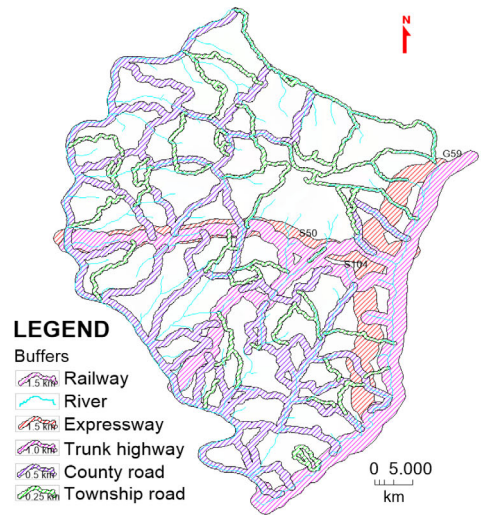 N
G59
S50
S104
LEGEND
Buffers
1.5 km Railway
River
1.5 km Expressway
1.0 km Trunk highway
0.5 km County road
0.25 km Township road
0 5.000
km